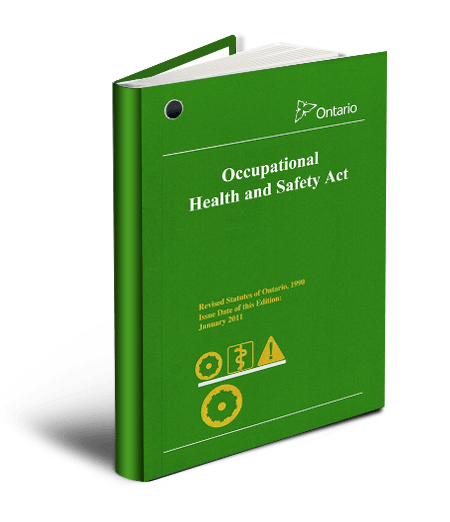 Ontario
Occupational
Health and Safety Act
Revised Statutes of Ontario, 1990
Issue Date of this Edition:
January 2011